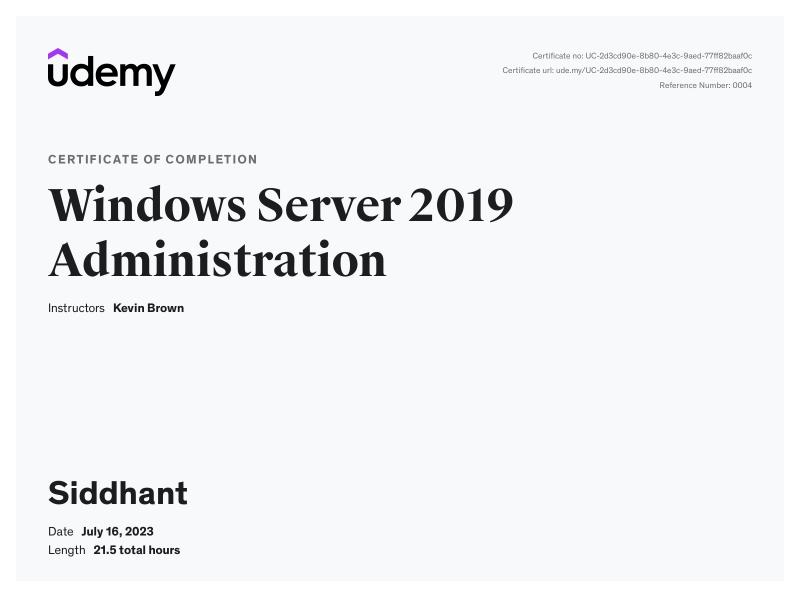 udemy
Certificate no: UC-2d3cd90e-8b80-4e3c-9aed-77ff82baaf0c
Certificate url: ude.my/UC-2d3cd90e-8b80-4e3c-9aed-77ff82baaf0c
Reference Number: 0004
CERTIFICATE OF COMPLETION
Windows Server 2019
Administration
Instructors Kevin Brown
Siddhant
Date July 16, 2023
Length 21.5 total hours